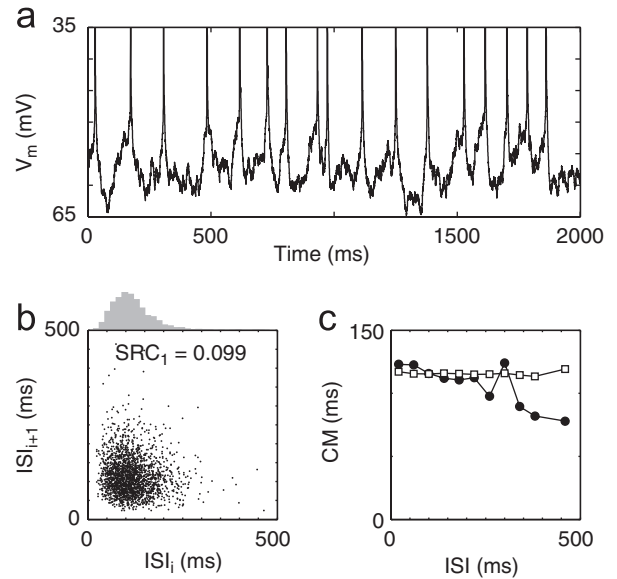 a
35
Vm (mV)
65
0
500
1500
2000
Time (ms)
b
500
SRC1 = 0.099
ISIi+1 (ms)
0
0
500
ISIi (ms)
c
150
CM (ms)
0
0
500
ISI (ms)